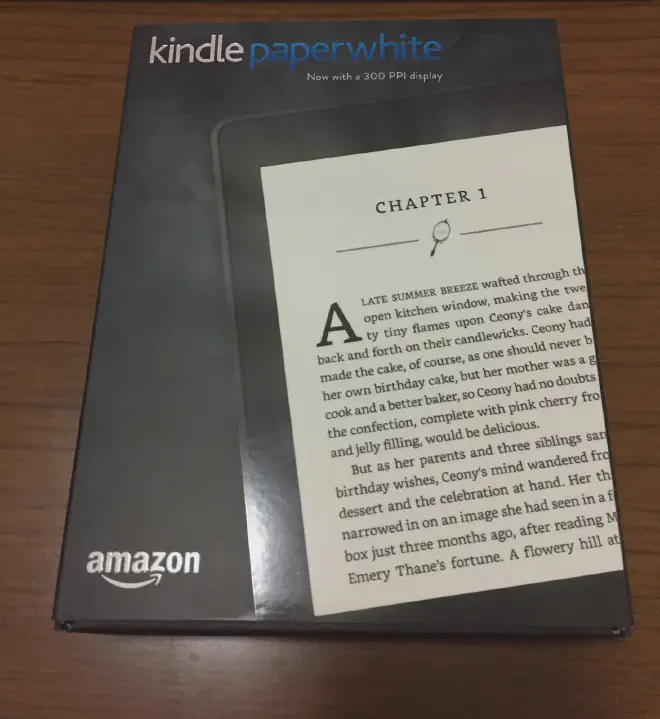 kindle paperwhite
Now with a 300 PPI display
CHAPTER 1
A LATE SUMMER BREEZE wafted through th
open kitchen window, making the twe
ty tiny flames upon Ceony's cake dan
back and forth on their candlewicks. Ceony had
made the cake, of course, as one should never b
her own birthday cake, but her mother was a g
cook and a better baker, so Ceony had no doubts
the confection, complete with pink cherry fro
and jelly filling, would be delicious.
But as her parents and three siblings san
birthday wishes, Ceony's mind wandered fro
dessert and the celebration at hand. Her th
narrowed in on an image she had seen in a f
box just three months ago, after reading M
Emery Thane's fortune. A flowery hill at
amazon